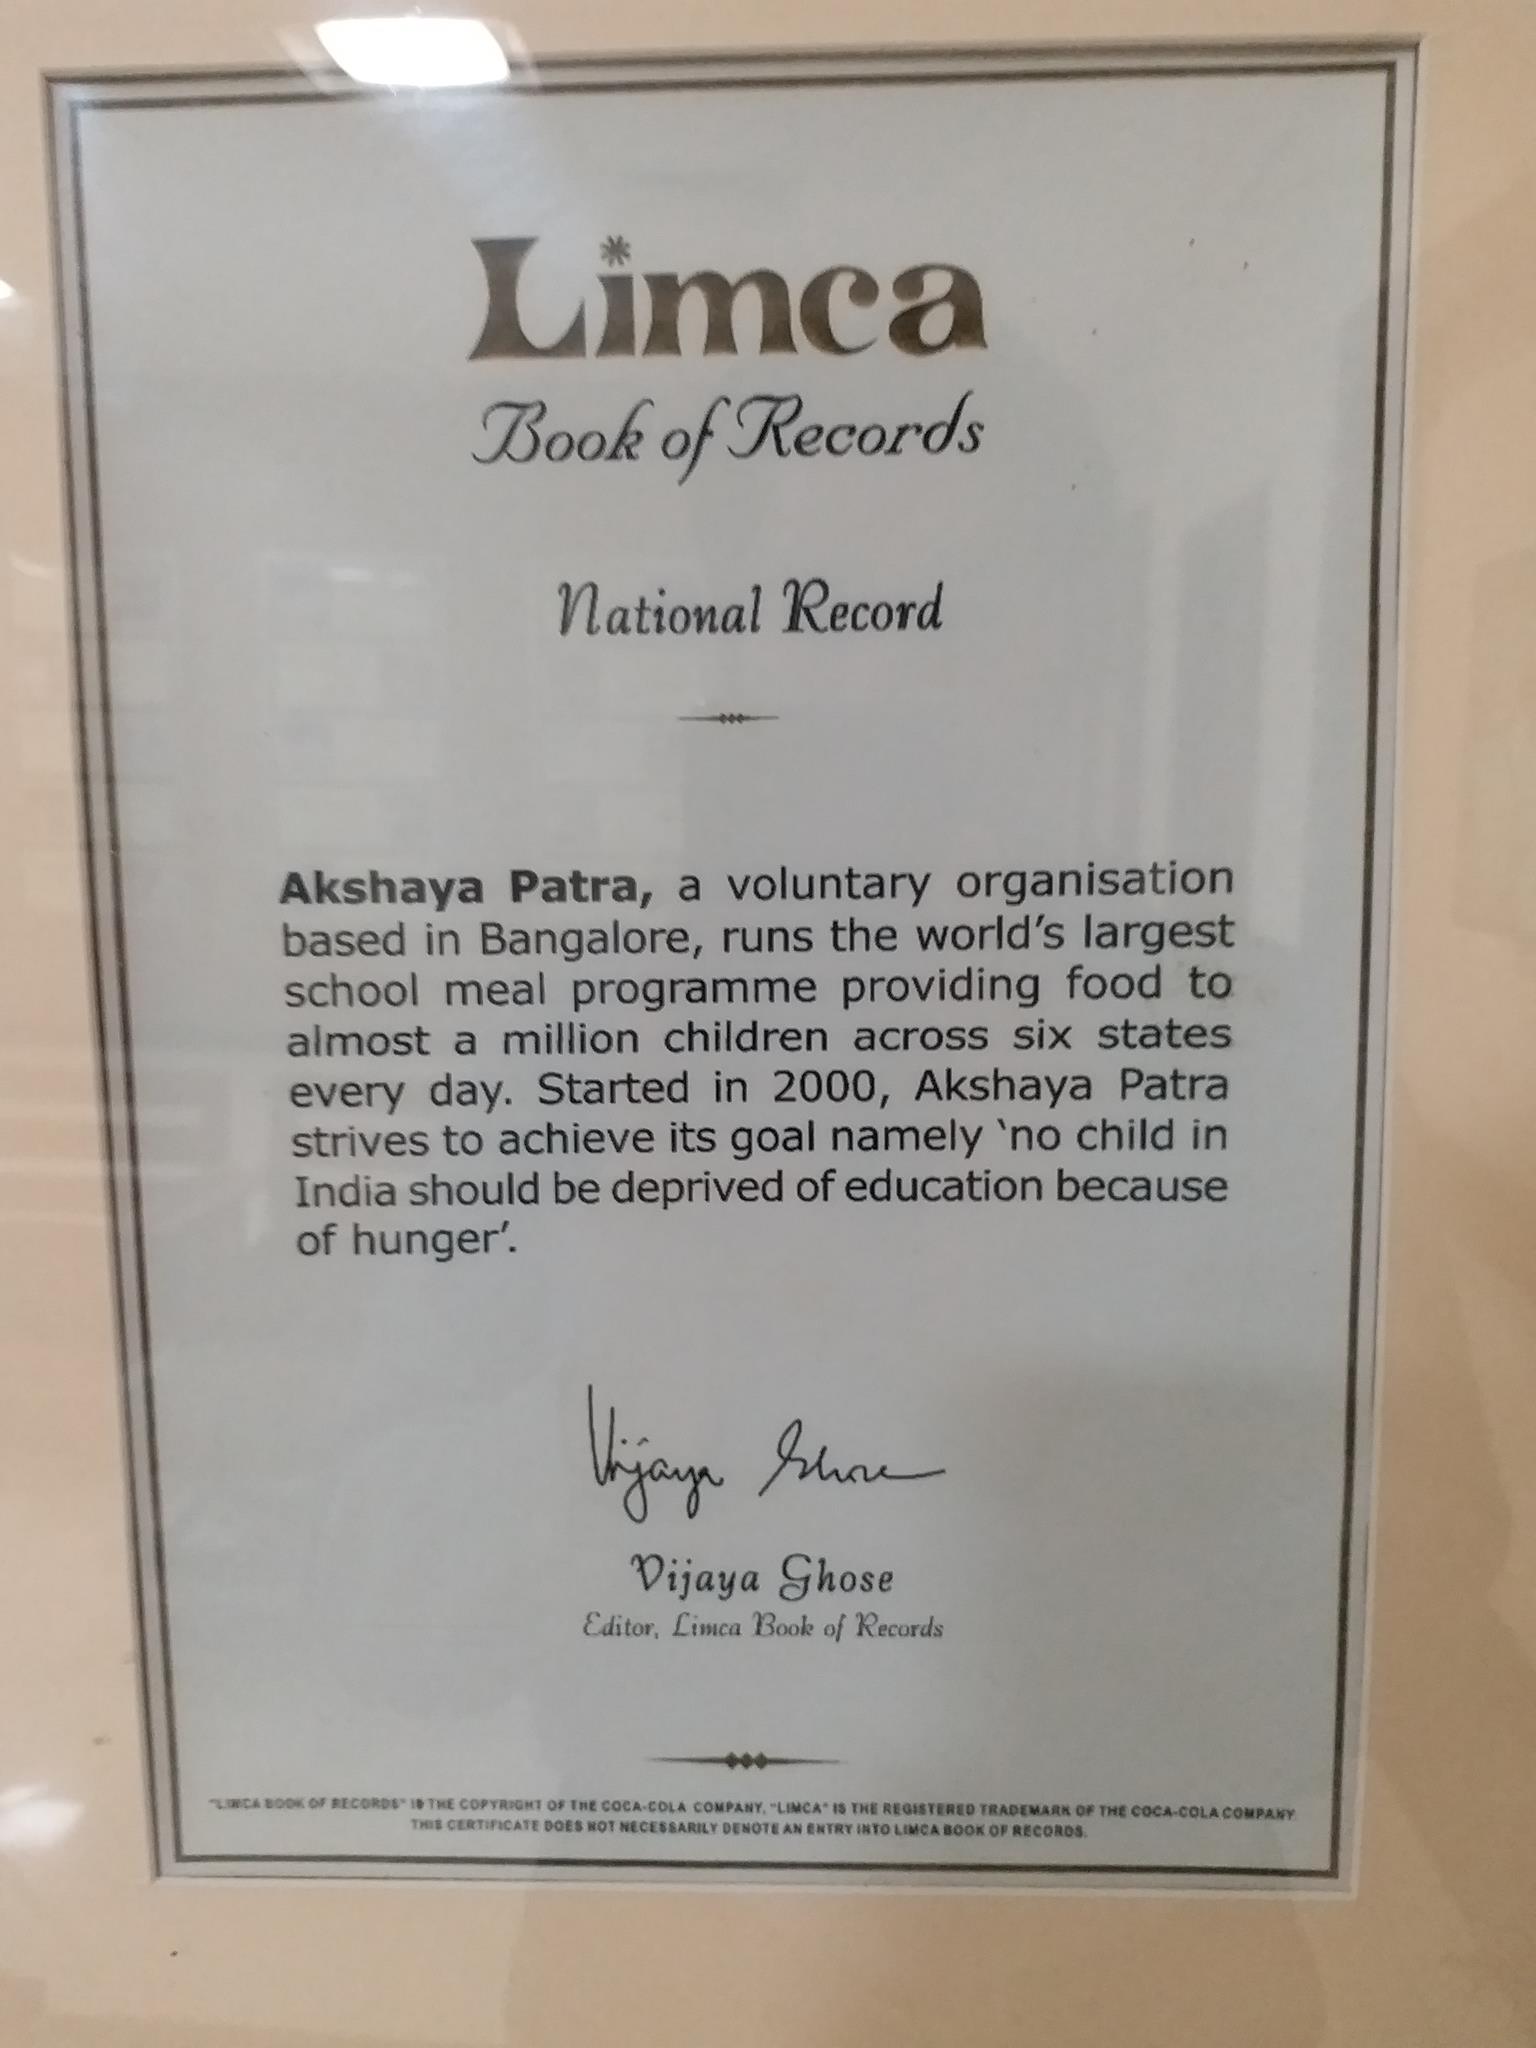 Limca
Book of Records
National Record
Akshaya Patra, a voluntary organisation
based in Bangalore, runs the world's largest
school meal programme providing food to
almost a million children across six states
every day. Started in 2000, Akshaya Patra
strives to achieve its goal namely ‘no child in
India should be deprived of education because
of hunger’.
Vijaya Ghose
Vijaya Ghose
Editor, Limca Book of Records
"LIMCA BOOK OF RECORDS" IS THE COPYRIGHT OF THE COCA-COLA COMPANY. "LIMCA" IS THE REGISTERED TRADEMARK OF THE COCA-COLA COMPANY.
THIS CERTIFICATE DOES NOT NECESSARILY DENOTE AN ENTRY INTO LIMCA BOOK OF RECORDS.